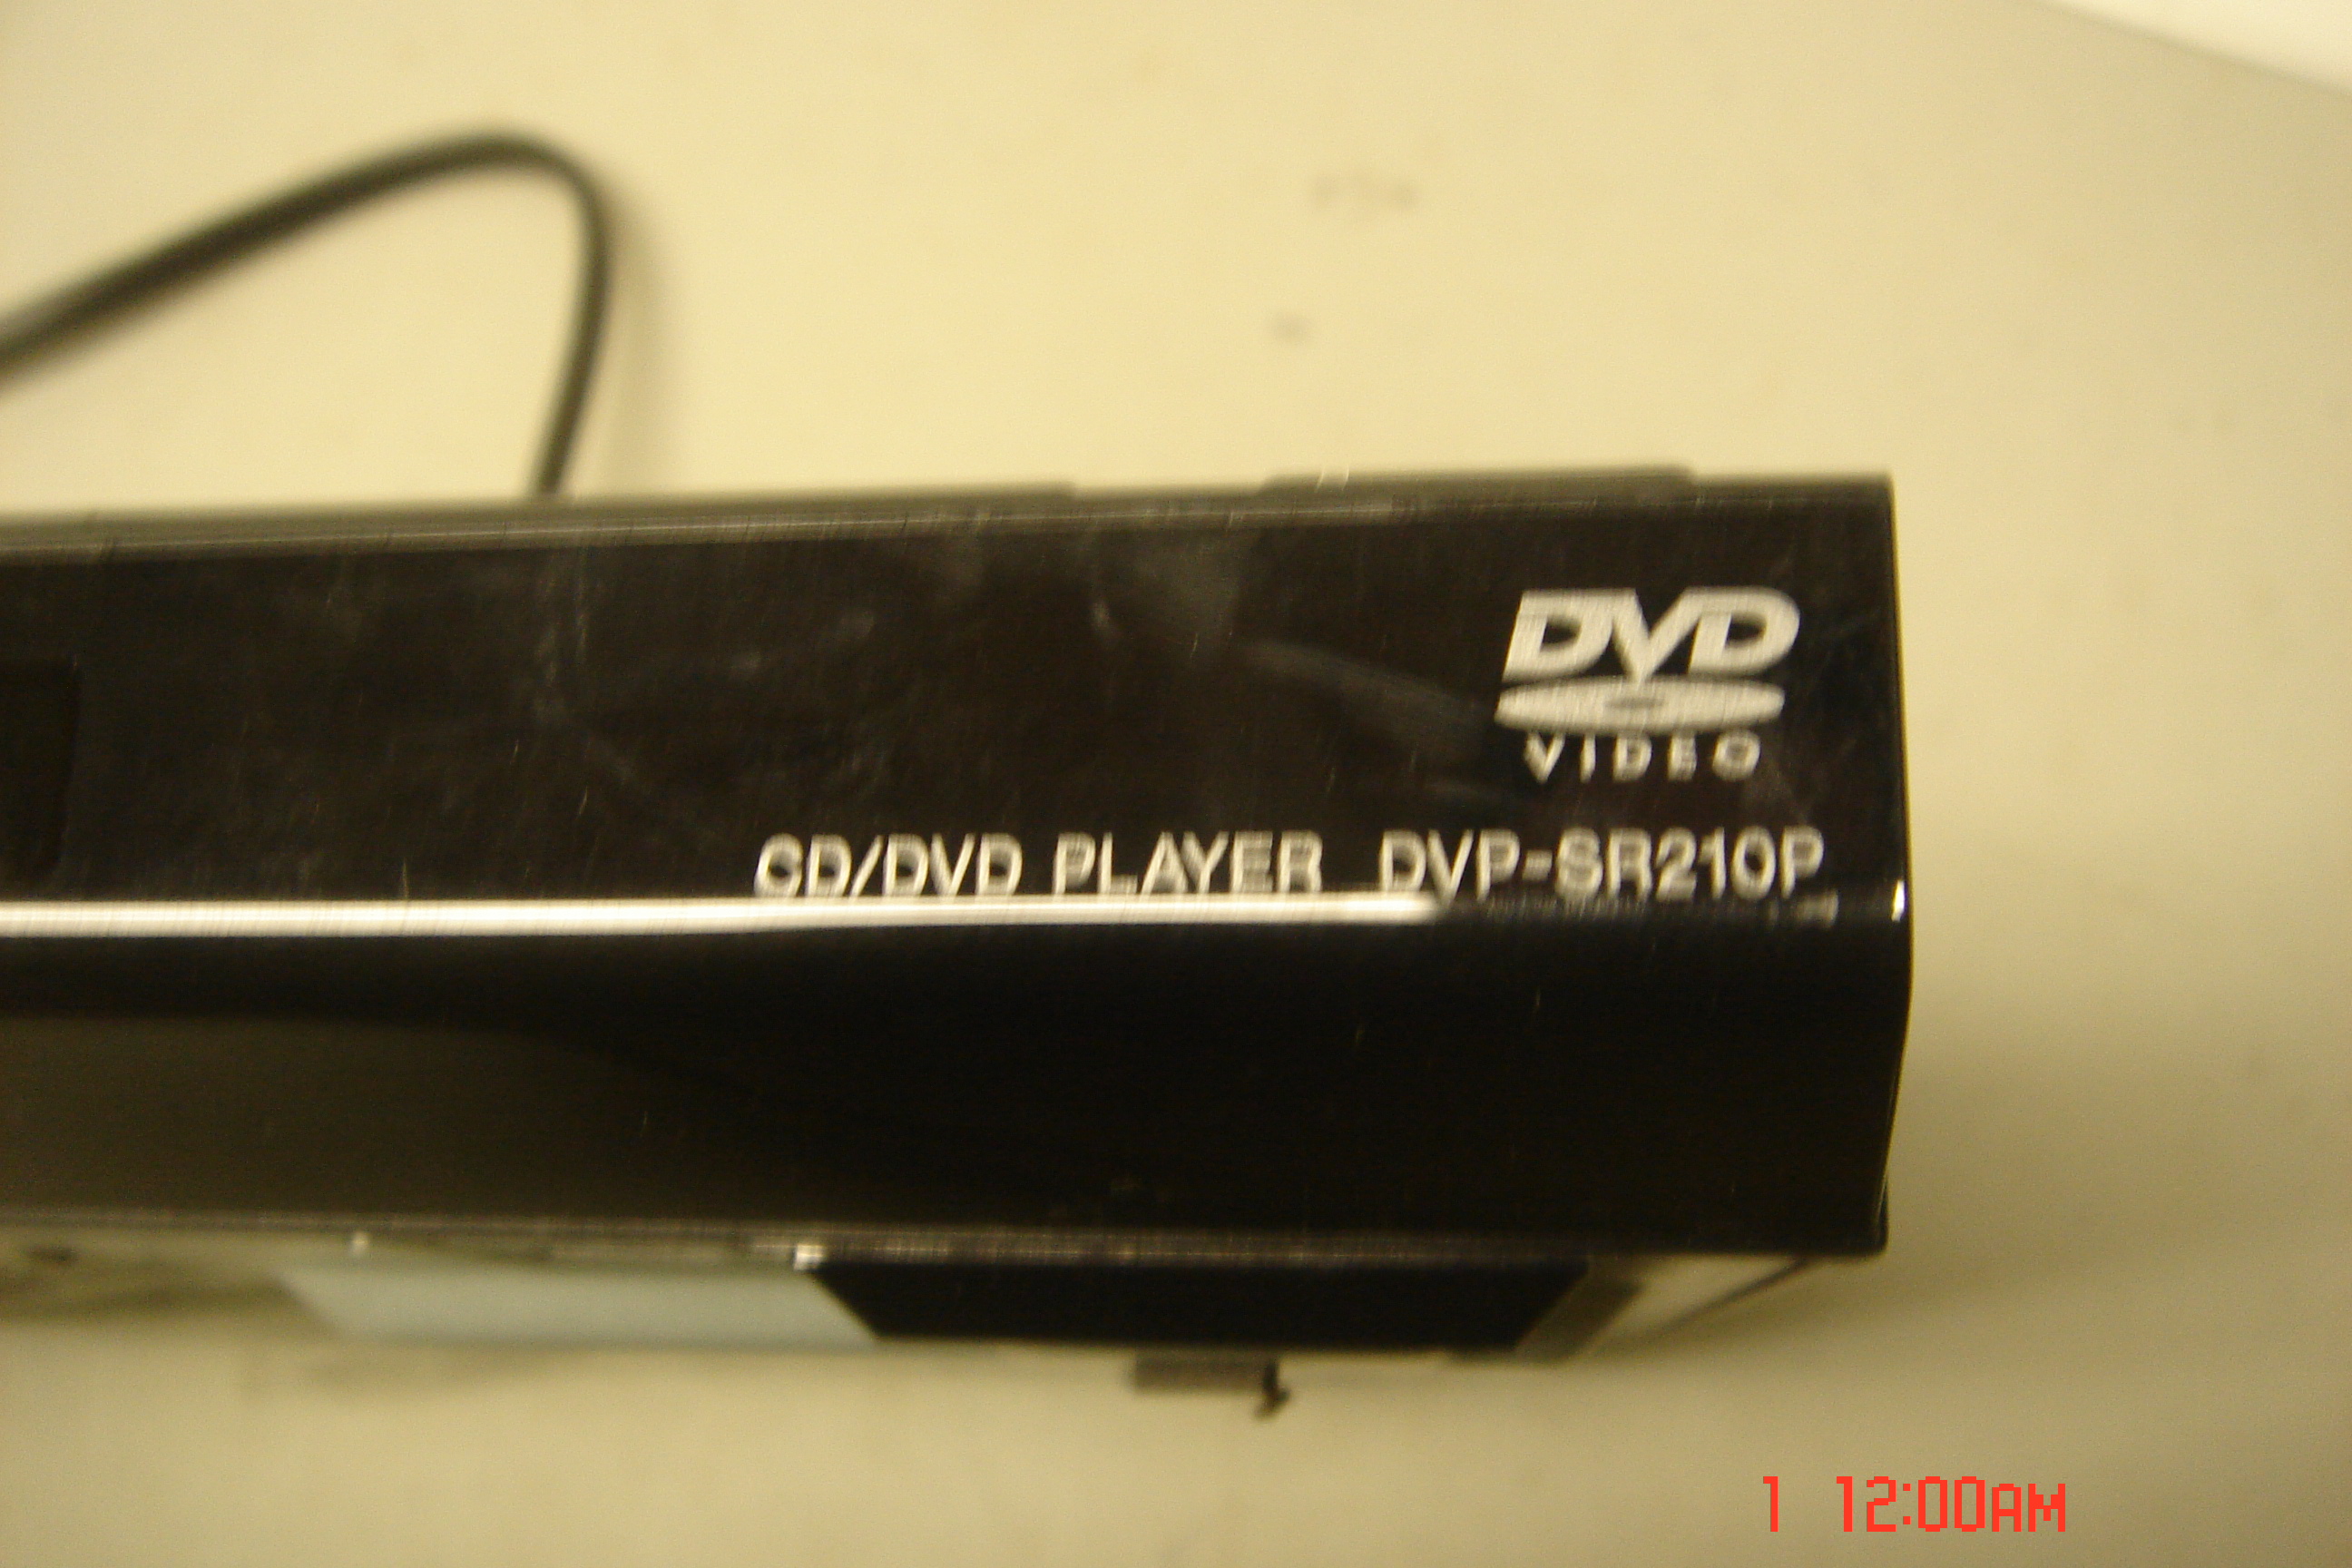 DVD
VIDEO
CD/DVD PLAYER DVP-SR210P
1 12:00AM